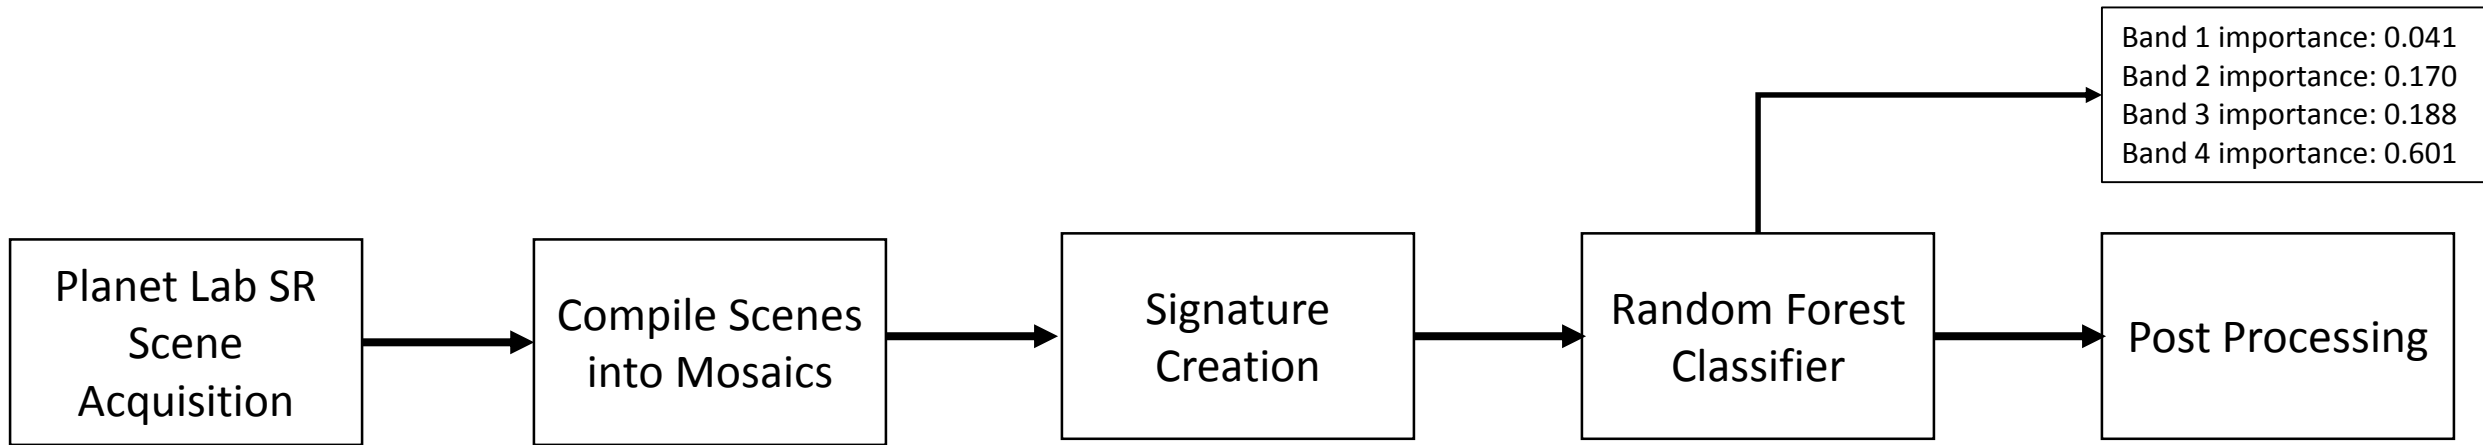 Band 1 importance: 0.041
Band 2 importance: 0.170
Band 3 importance: 0.188
Band 4 importance: 0.601
Planet Lab SR
Scene
Acquisition
Compile Scenes
into Mosaics
Signature
Creation
Random Forest
Classifier
Post Processing